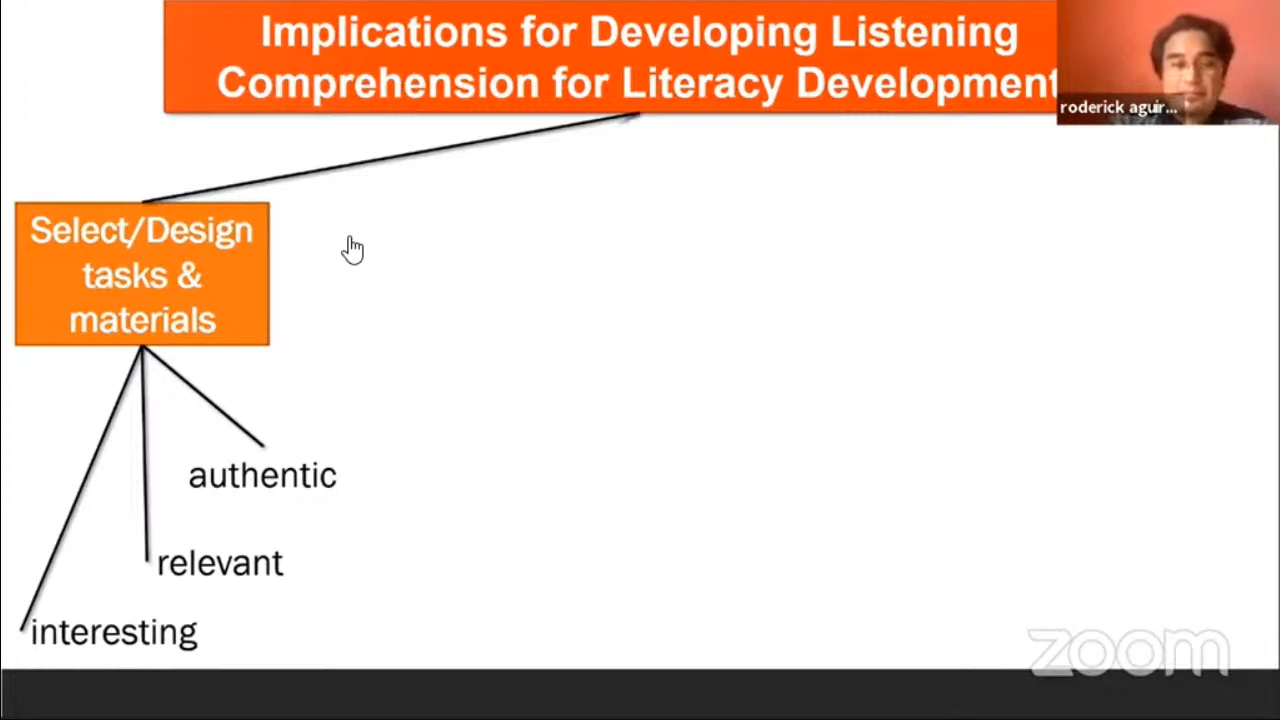 Implications for Developing Listening
Comprehension for Literacy Development
roderick aguir...
Select/Design
tasks &
materials
authentic
relevant
interesting
zoom